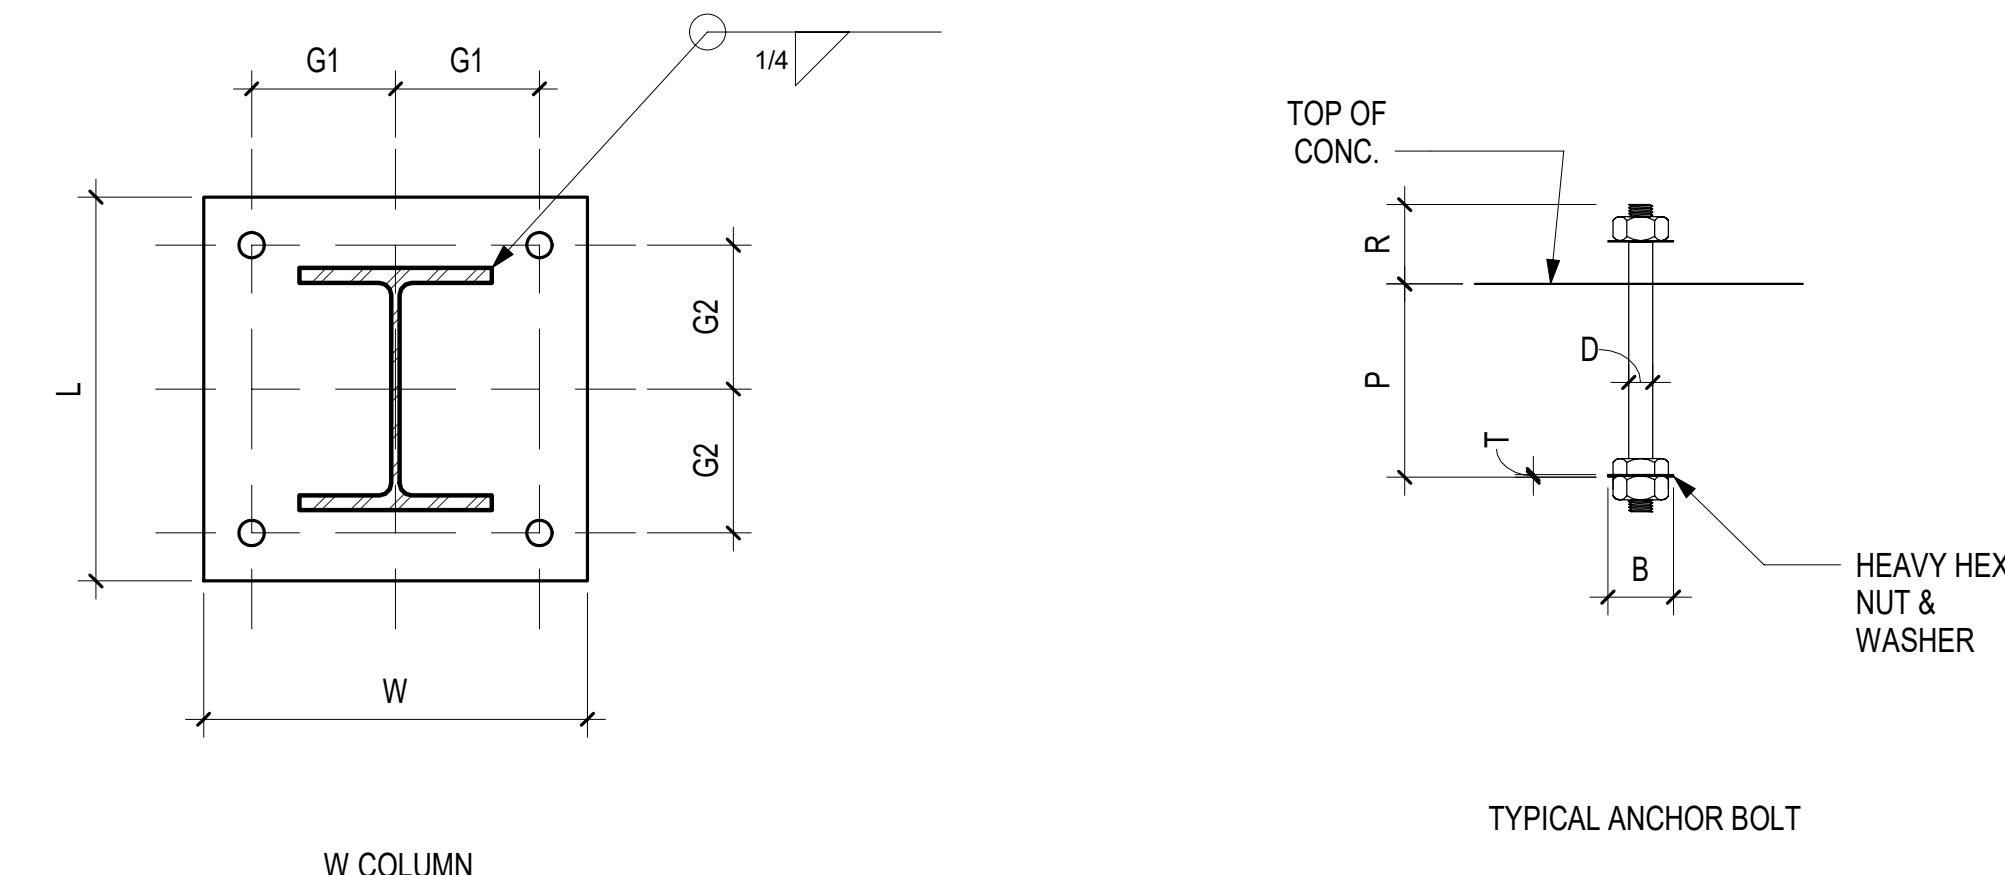 G1
G1
1/4
G2
G2
L
W
W COLUMN
TOP OF
CONC.
R
P
D
T
B
HEAVY HEX
NUT &
WASHER
TYPICAL ANCHOR BOLT